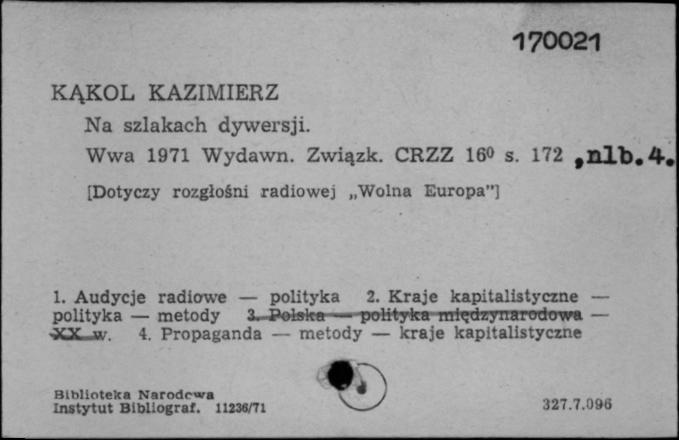 170021
KĄKOL KAZIMIERZ
Na szlakach dywersji.
Wwa 1971 Wydawn. Związk. CRZZ 16⁰ s. 172 ,nlb.4.
[Dotyczy rozgłośni radiowej „Wolna Europa"]
1. Audycje radiowe — polityka 2. Kraje kapitalistyczne —
polityka — metody 3. Polska — polityka międzynarodowa —
XX w. 4. Propaganda — metody — kraje kapitalistyczne
Biblioteka Narodowa
Instytut Bibliograf. 11236/71
327.7.096